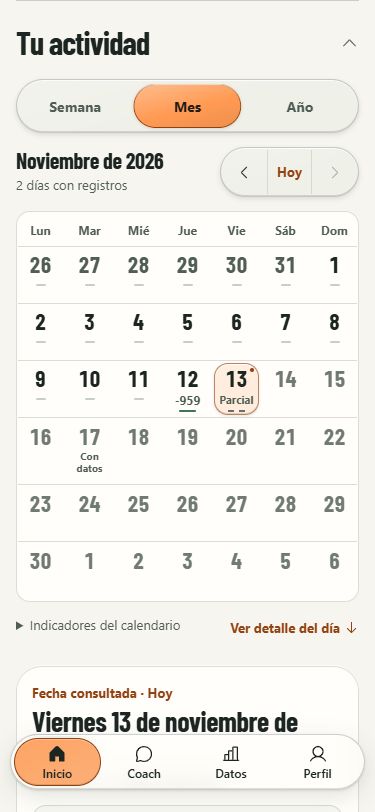 Tu actividad
Semana Mes Año
Noviembre de 2026
2 días con registros
Hoy
Lun Mar Mié Jue Vie Sáb Dom
26 27 28 29 30 31 1
2 3 4 5 6 7 8
9 10 11 12 13 14 15
-959 Parcial
16 17 18 19 20 21 22
Con
datos
23 24 25 26 27 28 29
30 1 2 3 4 5 6
Indicadores del calendario
Ver detalle del día ↓
Fecha consultada · Hoy
Viernes 13 de noviembre de
Inicio Coach Datos Perfil